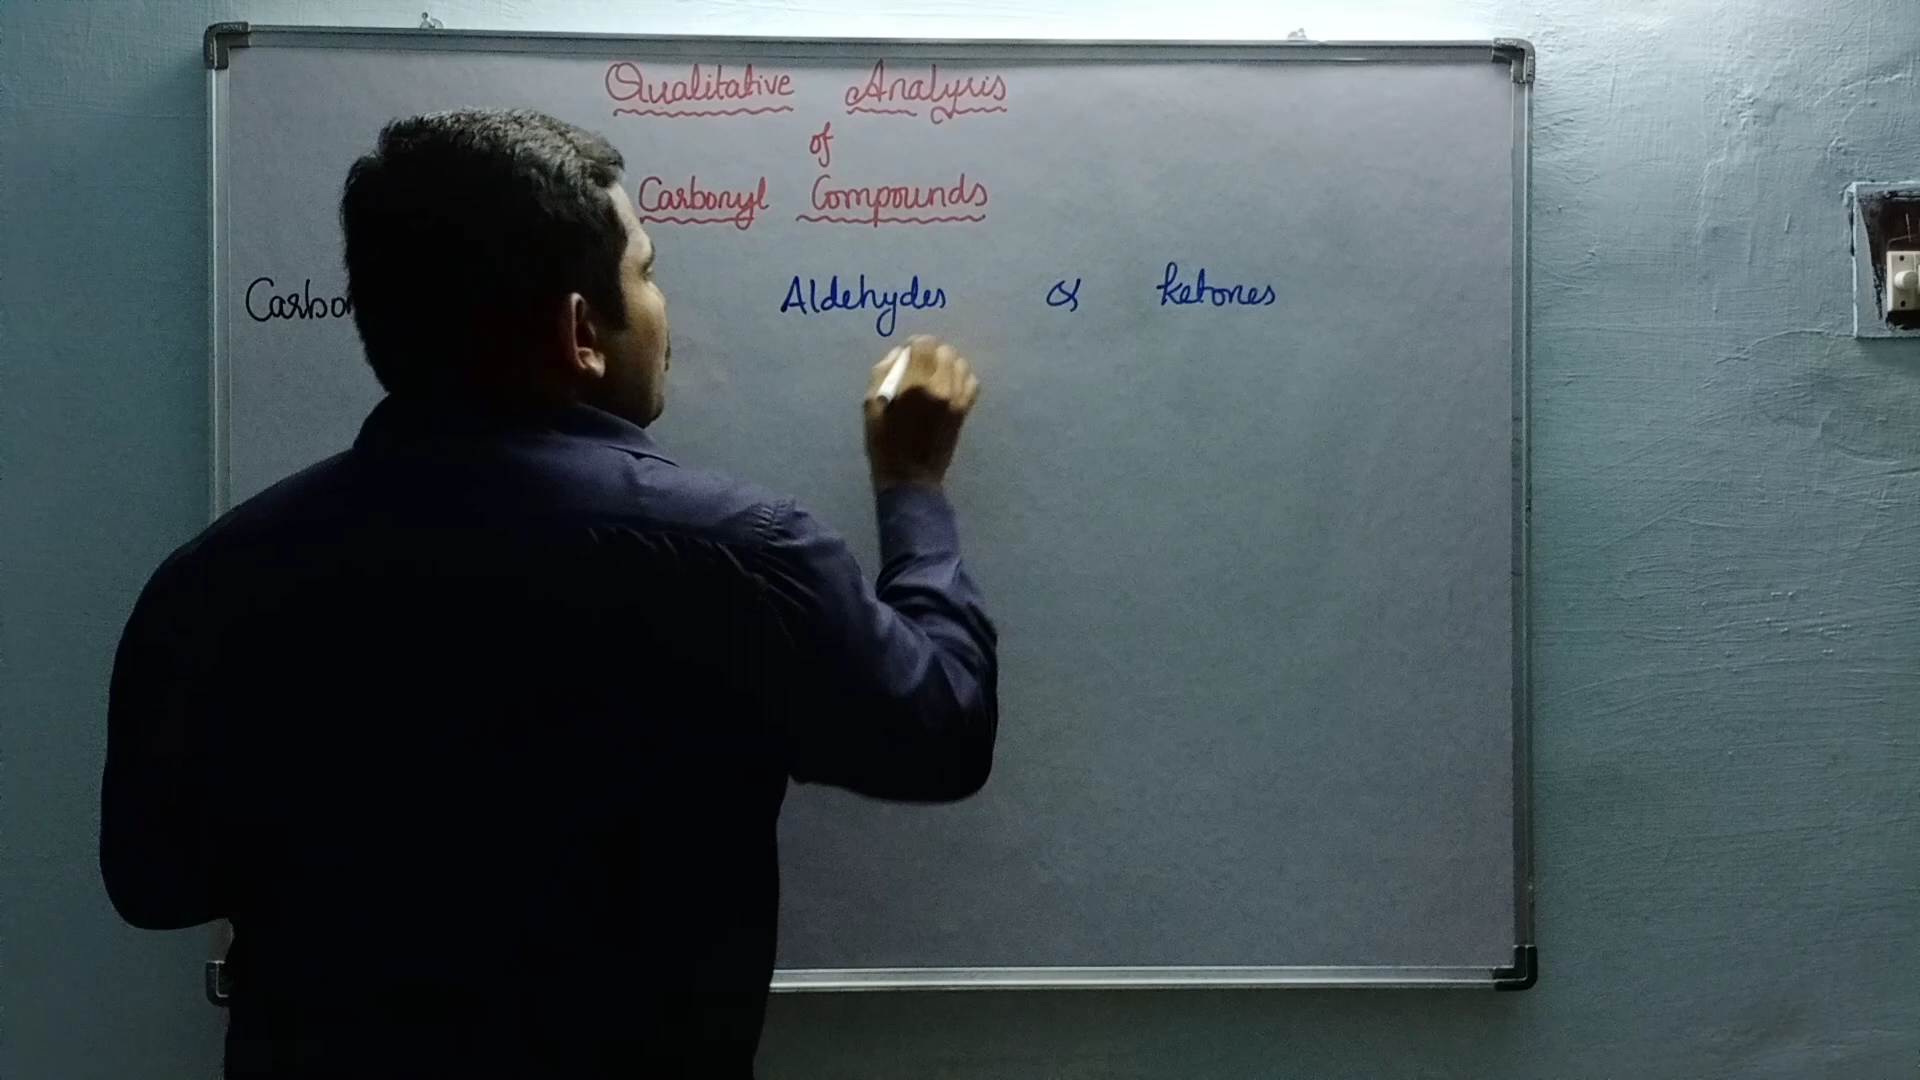 Qualitative Analysis
of
Carbonyl Compounds
Aldehydes & ketones